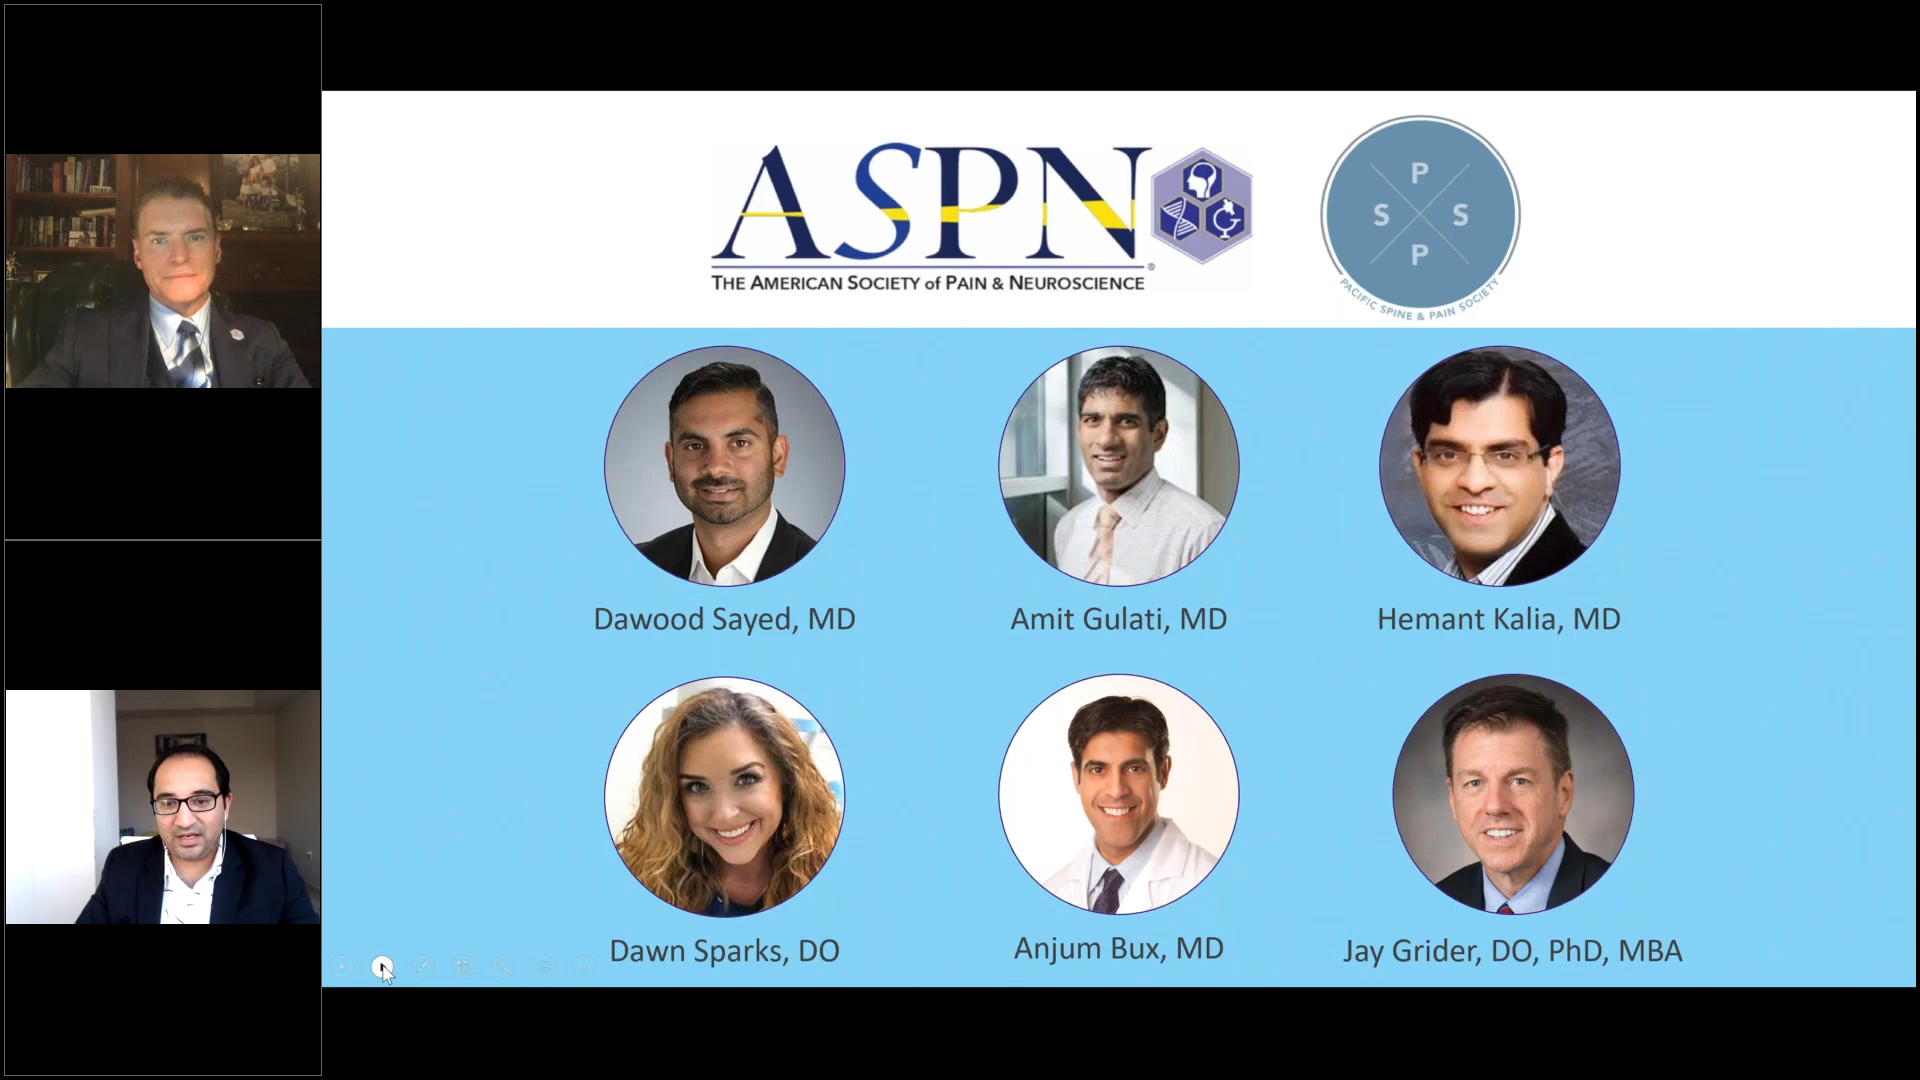 ASPN
®
THE AMERICAN SOCIETY of PAIN & NEUROSCIENCE
P
S S
P
PACIFIC SPINE & PAIN SOCIETY
Dawood Sayed, MD
Amit Gulati, MD
Hemant Kalia, MD
Dawn Sparks, DO
Anjum Bux, MD
Jay Grider, DO, PhD, MBA